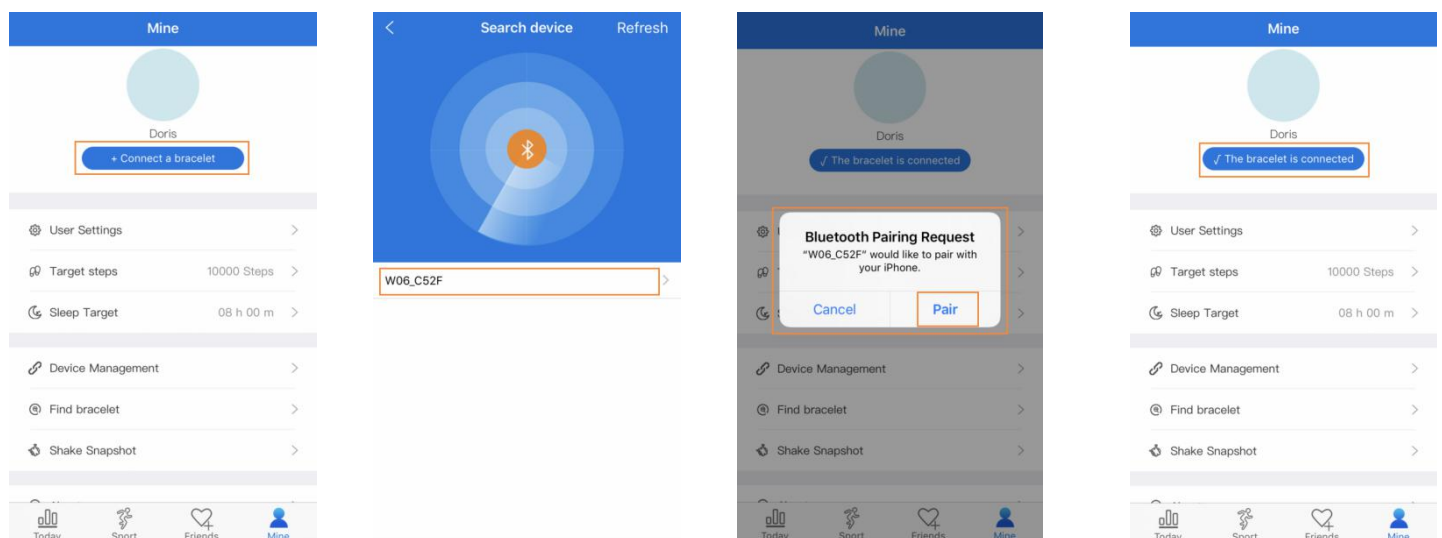 Mine
Doris
+ Connect a bracelet
User Settings
Target steps 10000 Steps
Sleep Target 08 h 00 m
Device Management
Find bracelet
Shake Snapshot
Today Sport Friends Mine
Search device Refresh
W06_C52F
Mine
Doris
√ The bracelet is connected
Bluetooth Pairing Request
"W06_C52F" would like to pair with
your iPhone.
Cancel Pair
Device Management
Find bracelet
Shake Snapshot
Today Sport Friends Mine
Mine
Doris
√ The bracelet is connected
User Settings
Target steps 10000 Steps
Sleep Target 08 h 00 m
Device Management
Find bracelet
Shake Snapshot
Today Sport Friends Mine